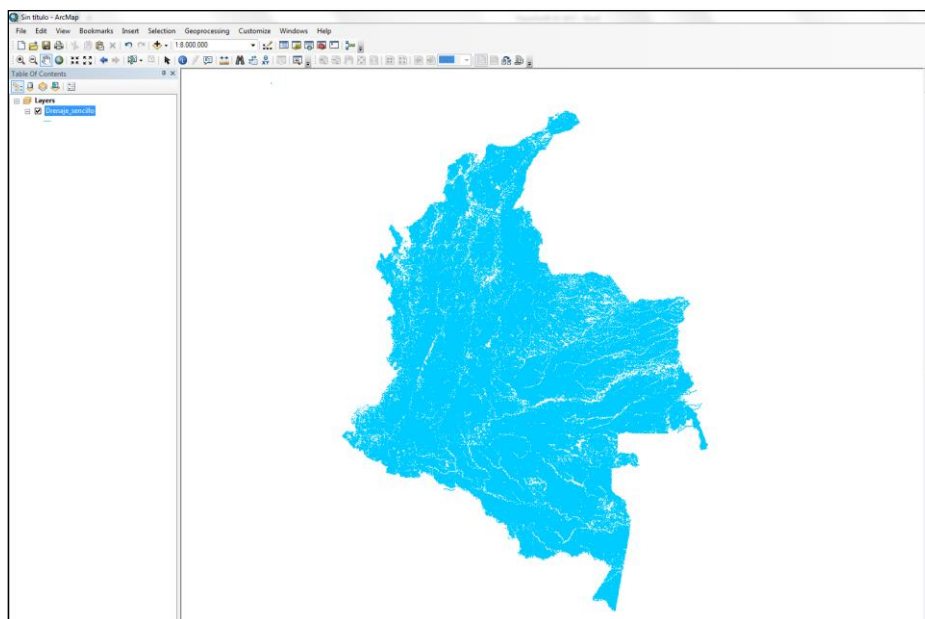 Sin título - ArcMap
File Edit View Bookmarks Insert Selection Geoprocessing Customize Windows Help
1:8.000.000
Table Of Contents
Layers
Drenaje_sencillo